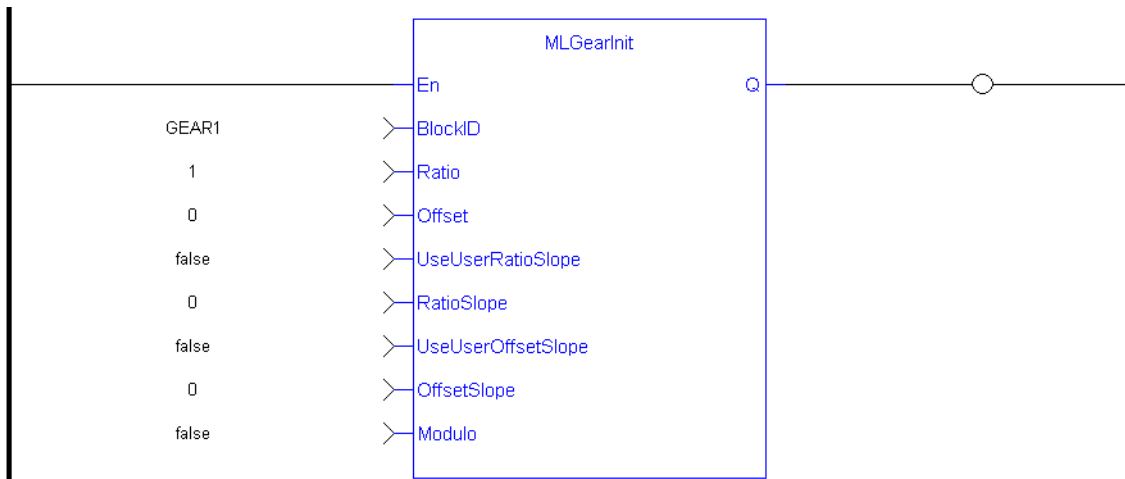 MLGearInit
En Q
GEAR1 BlockID
1 Ratio
0 Offset
false UseUserRatioSlope
0 RatioSlope
false UseUserOffsetSlope
0 OffsetSlope
false Modulo